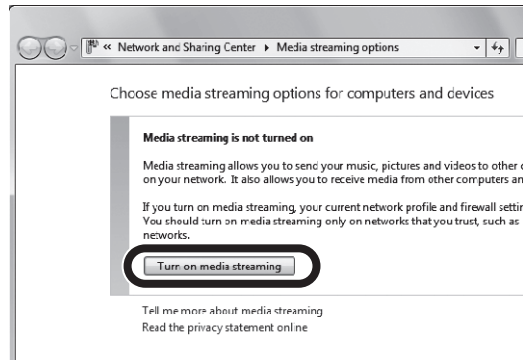 « Network and Sharing Center ▸ Media streaming options
Choose media streaming options for computers and devices
Media streaming is not turned on
Media streaming allows you to send your music, pictures and videos to other
on your network. It also allows you to receive media from other computers
If you turn on media streaming, your current network profile and firewall
You should turn on media streaming only on networks that you trust, such as
networks.
Turn on media streaming
Tell me more about media streaming
Read the privacy statement online